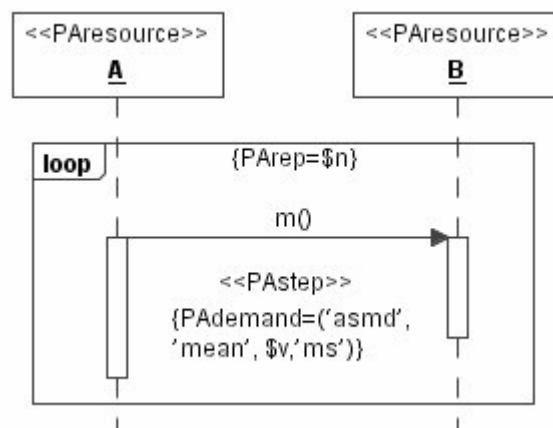 <<PAresource>>
A
<<PAresource>>
B
loop
{PArep=$n}
m()
<<PAstep>>
{PAdemand=('asmd',
'mean', $v,'ms')}